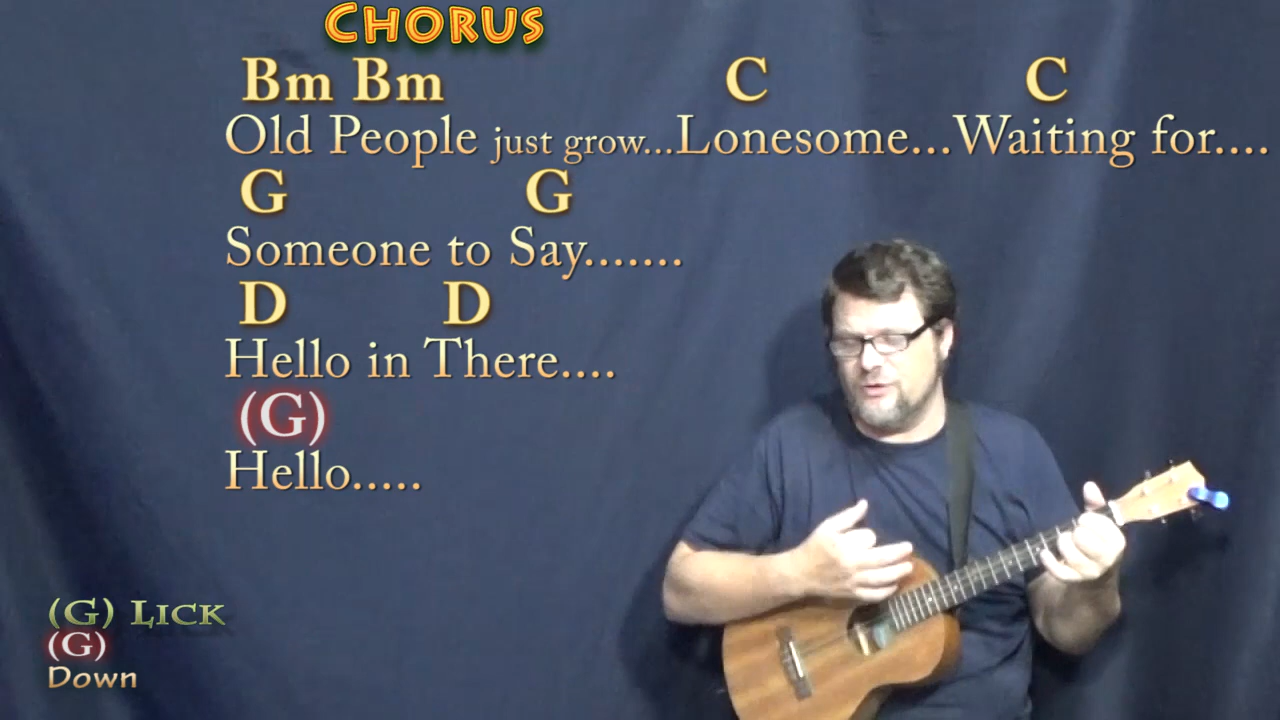 CHORUS
Bm Bm C C
Old People just grow...Lonesome...Waiting for....
G G
Someone to Say.......
D D
Hello in There....
(G)
Hello.....
(G) LICK
(G)
Down